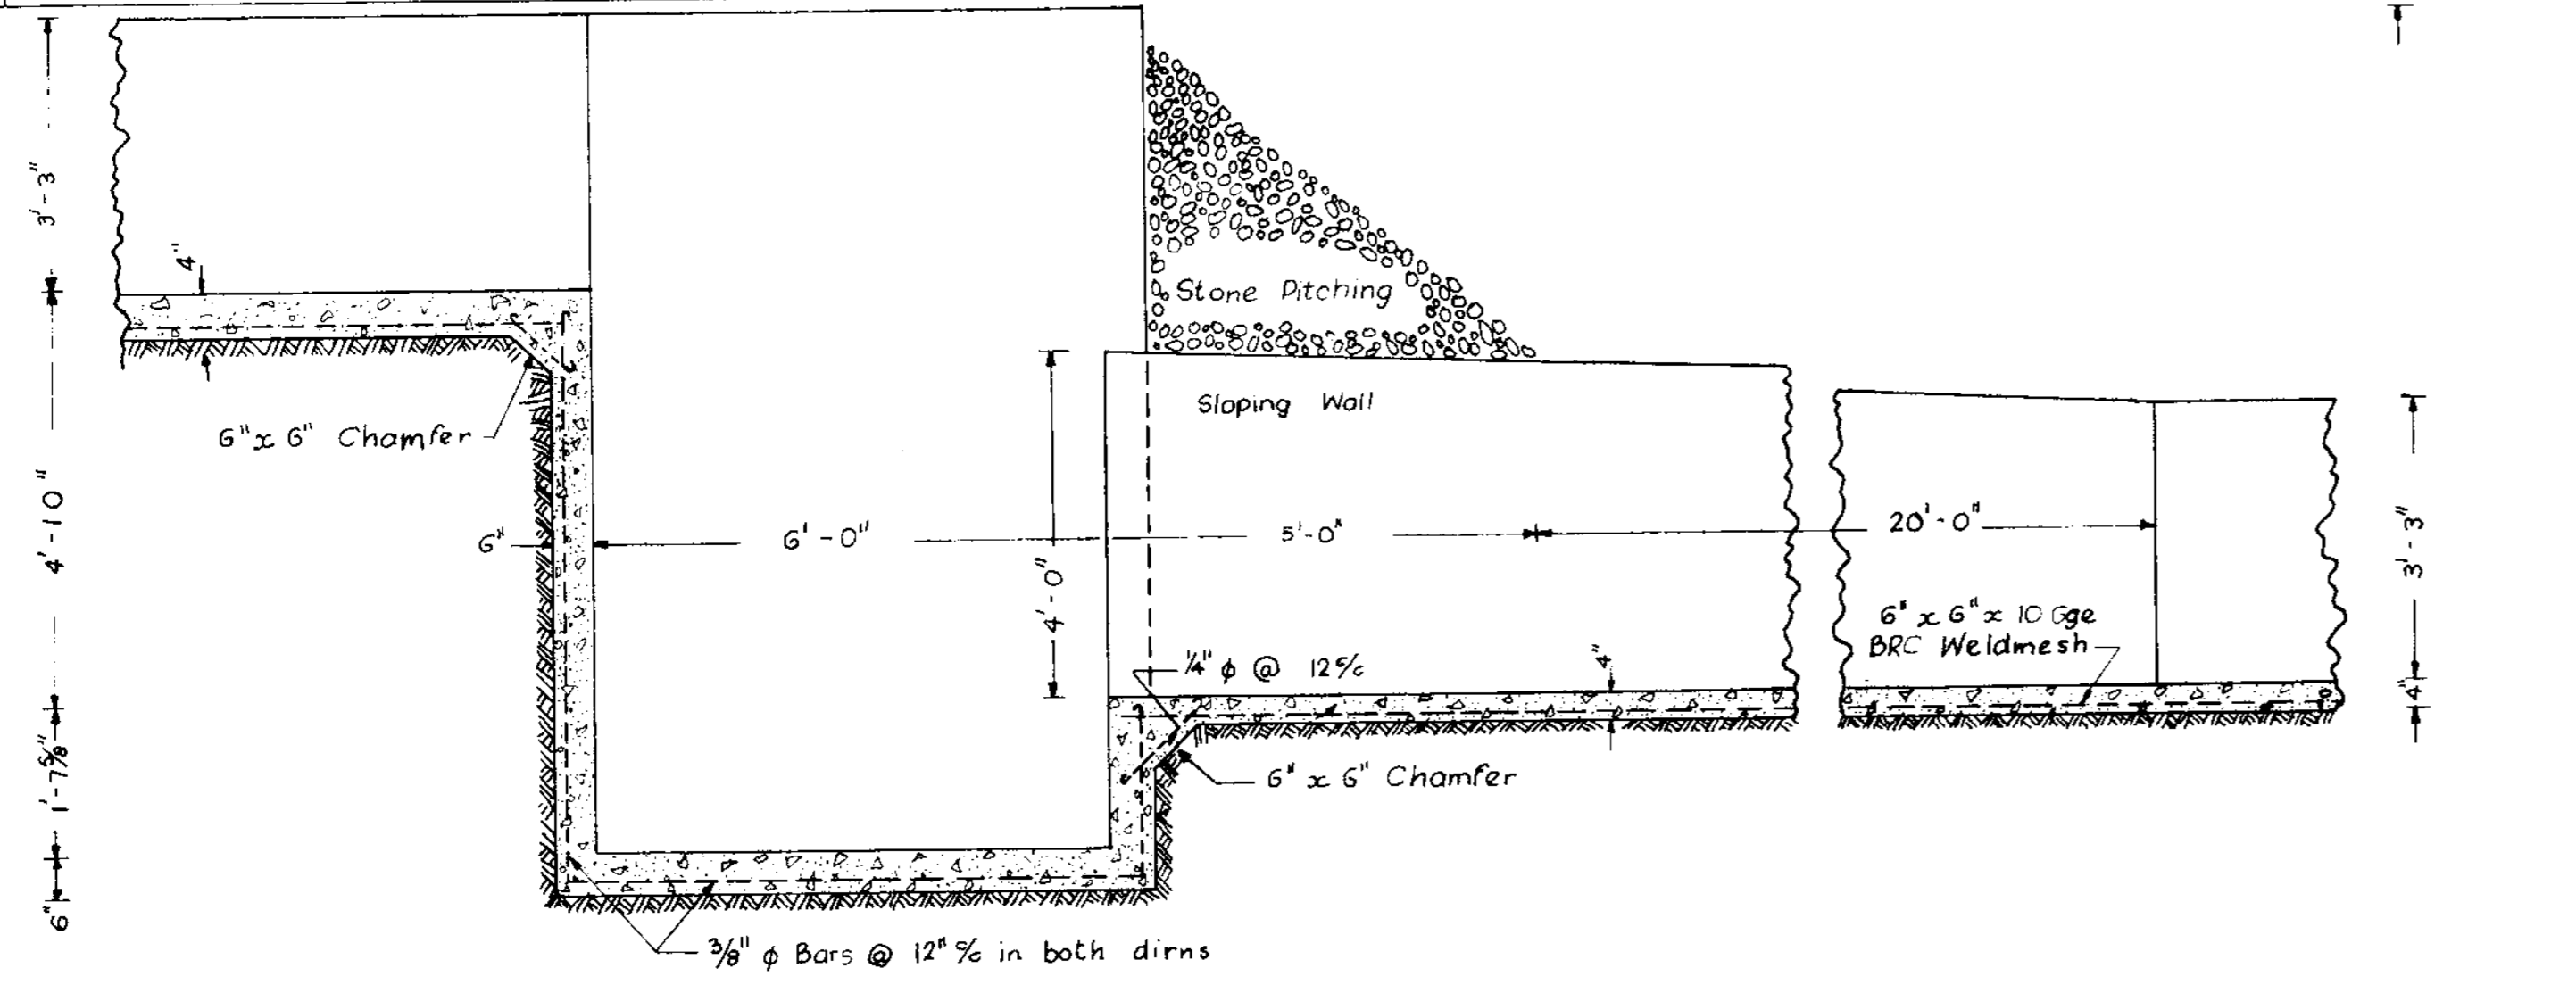 3'-3"
4"
Stone Pitching
6" x 6" Chamfer
Sloping Wall
4'-10"
6"
6'-0"
5'-0"
20'-0"
4'-0"
3'-3"
6" x 6" x 10 Gge
BRC Weldmesh
1/4" ϕ @ 12 c/c
4"
4"
6" x 6" Chamfer
1'-7 5/8"
6"
3/8" ϕ Bars @ 12" c/c in both dirns